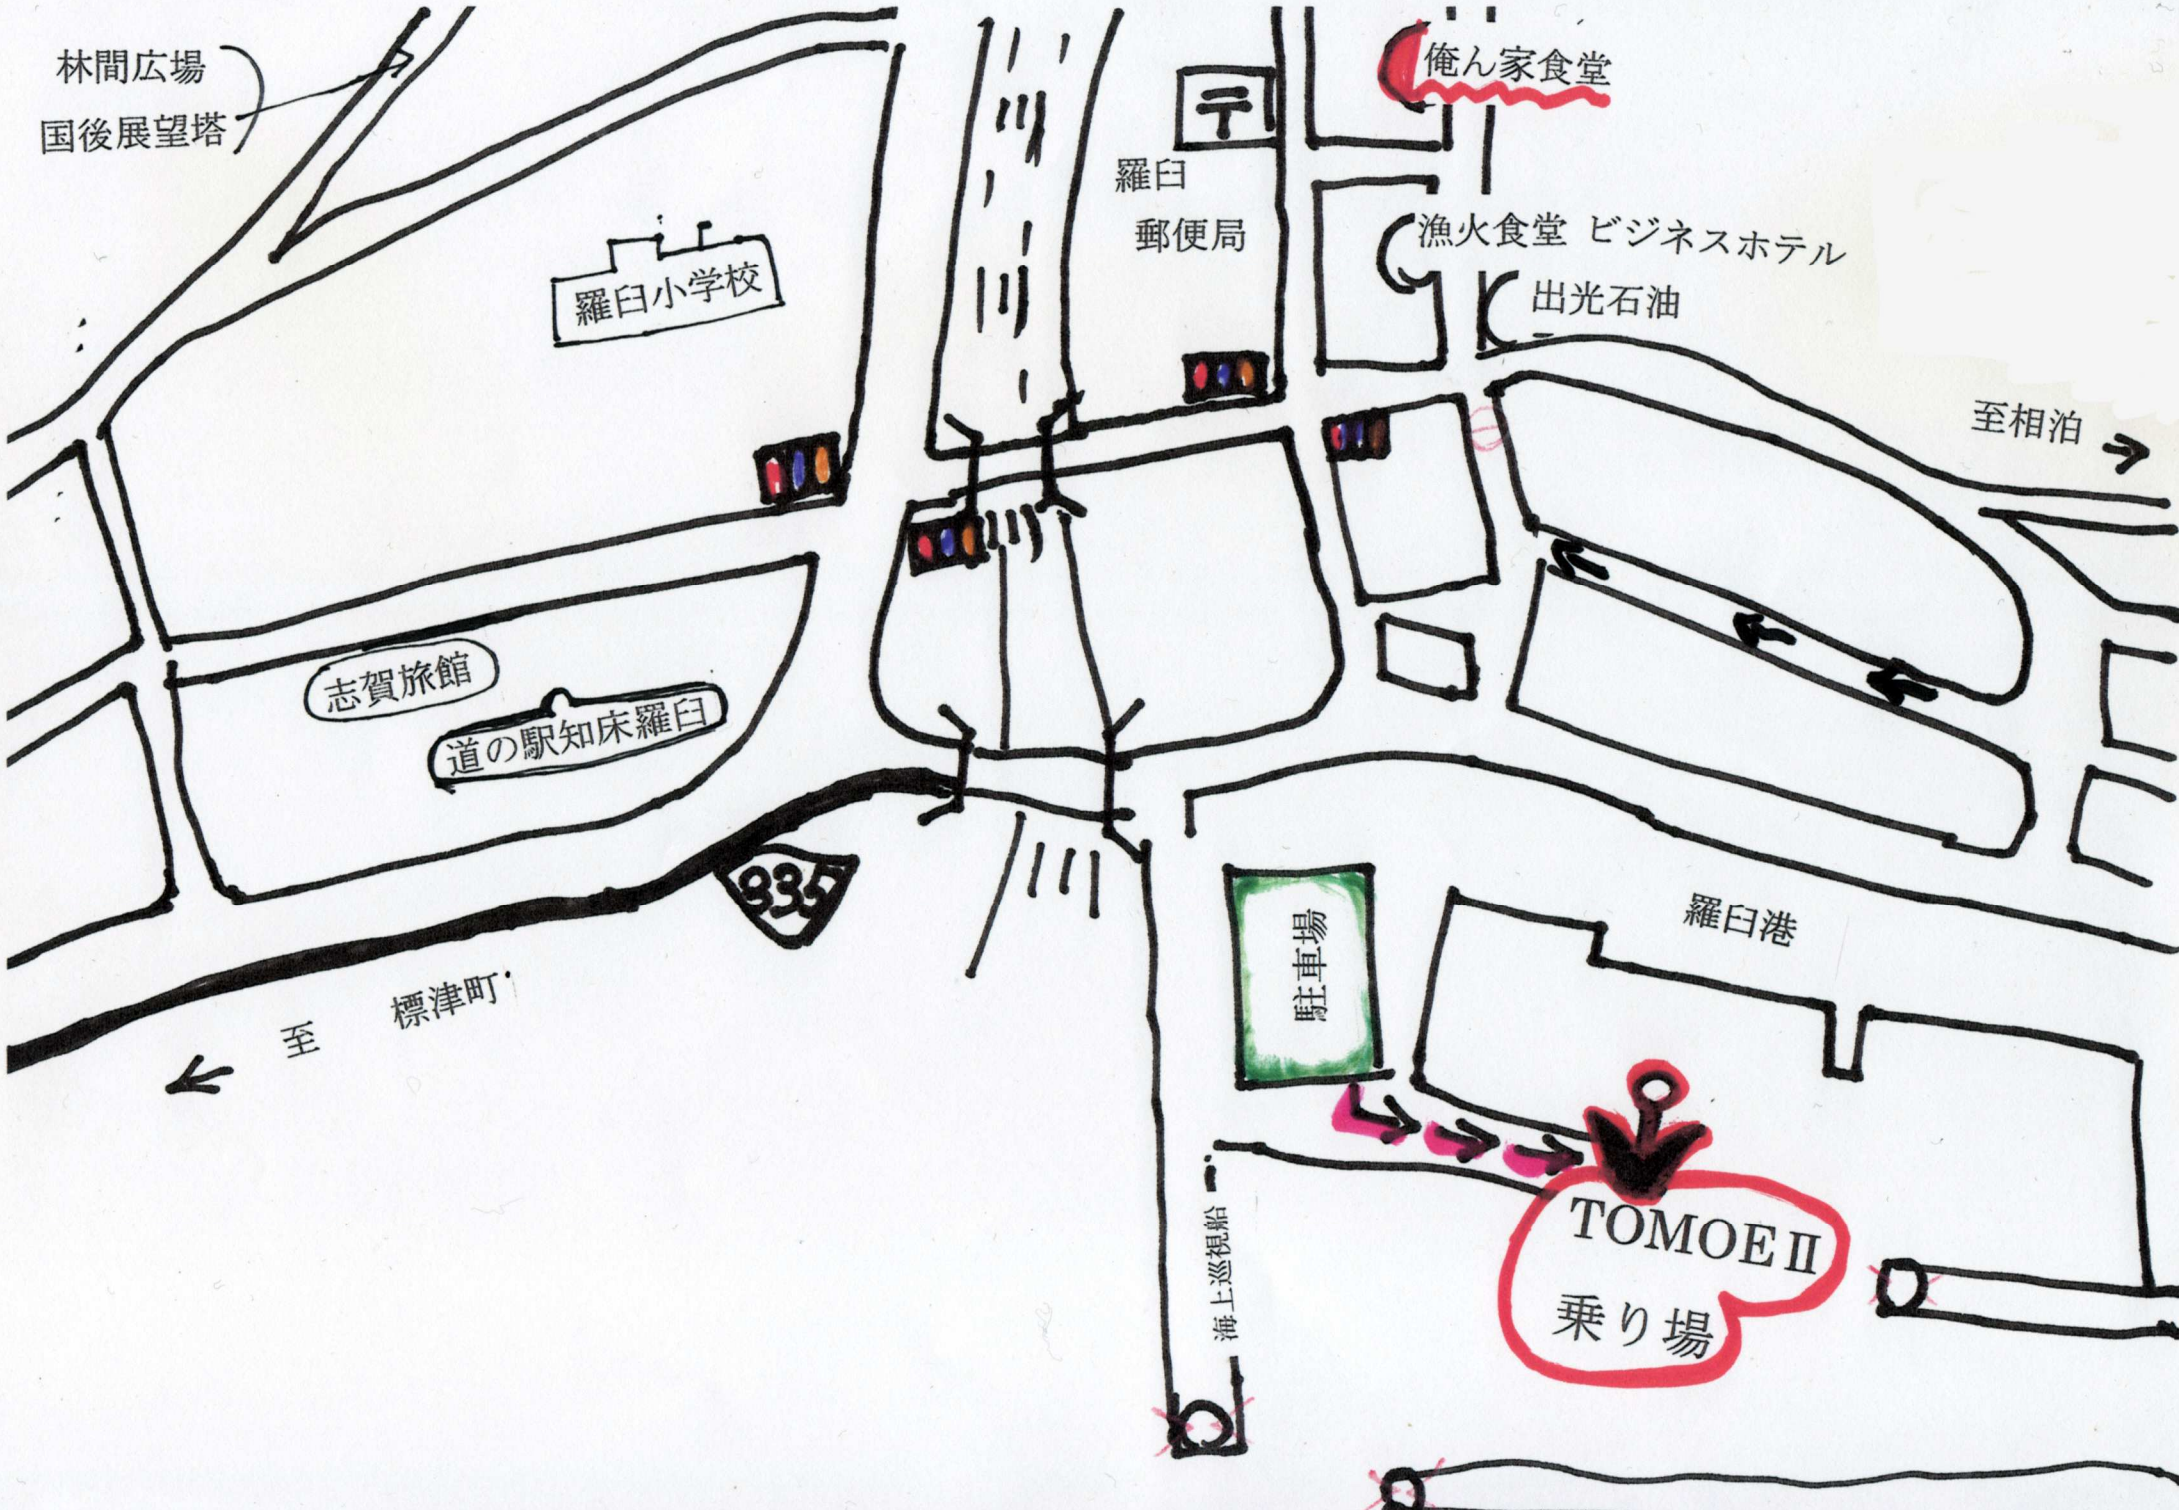 林間広場
国後展望塔
俺ん家食堂
〒
羅臼
郵便局
漁火食堂 ビジネスホテル
出光石油
羅臼小学校
至相泊
志賀旅館
道の駅知床羅臼
335
至 標津町
駐車場
羅臼港
海上巡視船
TOMOEⅡ
乗り場